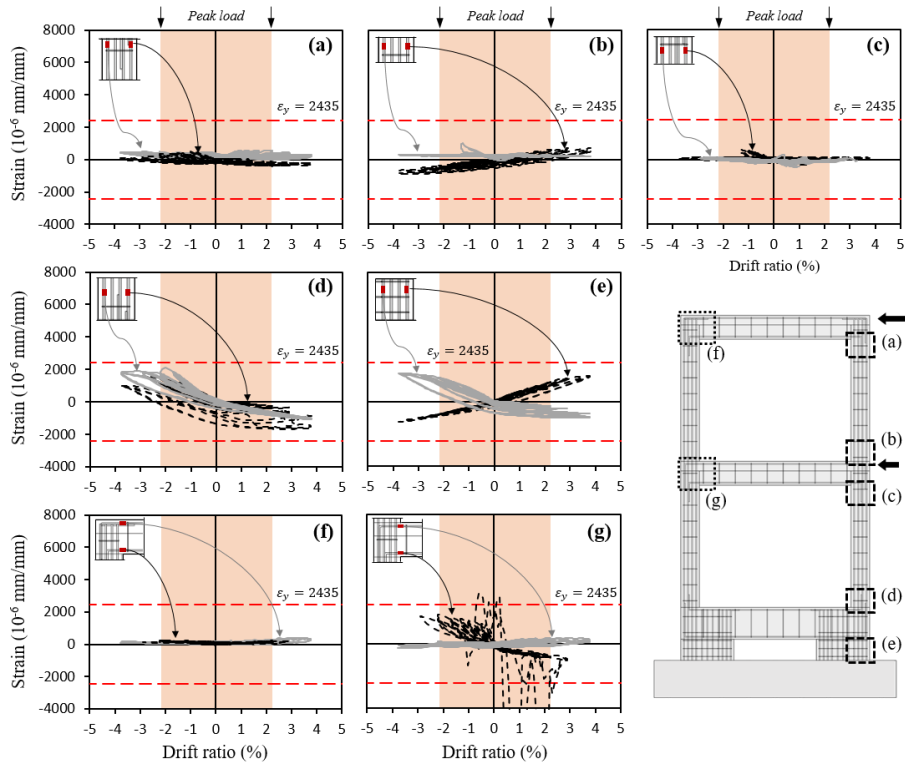 Peak load Peak load Peak load
Strain (10⁻⁶ mm/mm)
8000
6000
4000
2000
0
-2000
-4000
(a) (b) (c)
εy = 2435 εy = 2435 εy = 2435
-5 -4 -3 -2 -1 0 1 2 3 4 5
-5 -4 -3 -2 -1 0 1 2 3 4 5
-5 -4 -3 -2 -1 0 1 2 3 4 5
Drift ratio (%)
Strain (10⁻⁶ mm/mm)
8000
6000
4000
2000
0
-2000
-4000
(d) (e)
εy = 2435 εy = 2435
-5 -4 -3 -2 -1 0 1 2 3 4 5
-5 -4 -3 -2 -1 0 1 2 3 4 5
Strain (10⁻⁶ mm/mm)
8000
6000
4000
2000
0
-2000
-4000
(f) (g)
εy = 2435 εy = 2435
-5 -4 -3 -2 -1 0 1 2 3 4 5
-5 -4 -3 -2 -1 0 1 2 3 4 5
Drift ratio (%) Drift ratio (%)
(f) (a)
(b)
(g) (c)
(d)
(e)